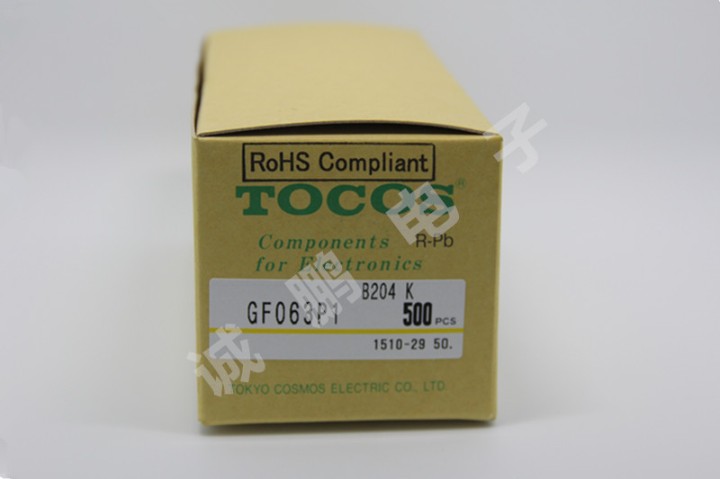 RoHS Compliant
TOCOS®
Components R-Pb
for Electronics
B204 K
GF063P1 500 PCS
1510-29 50.
TOKYO COSMOS ELECTRIC CO., LTD.
诚鹏电子